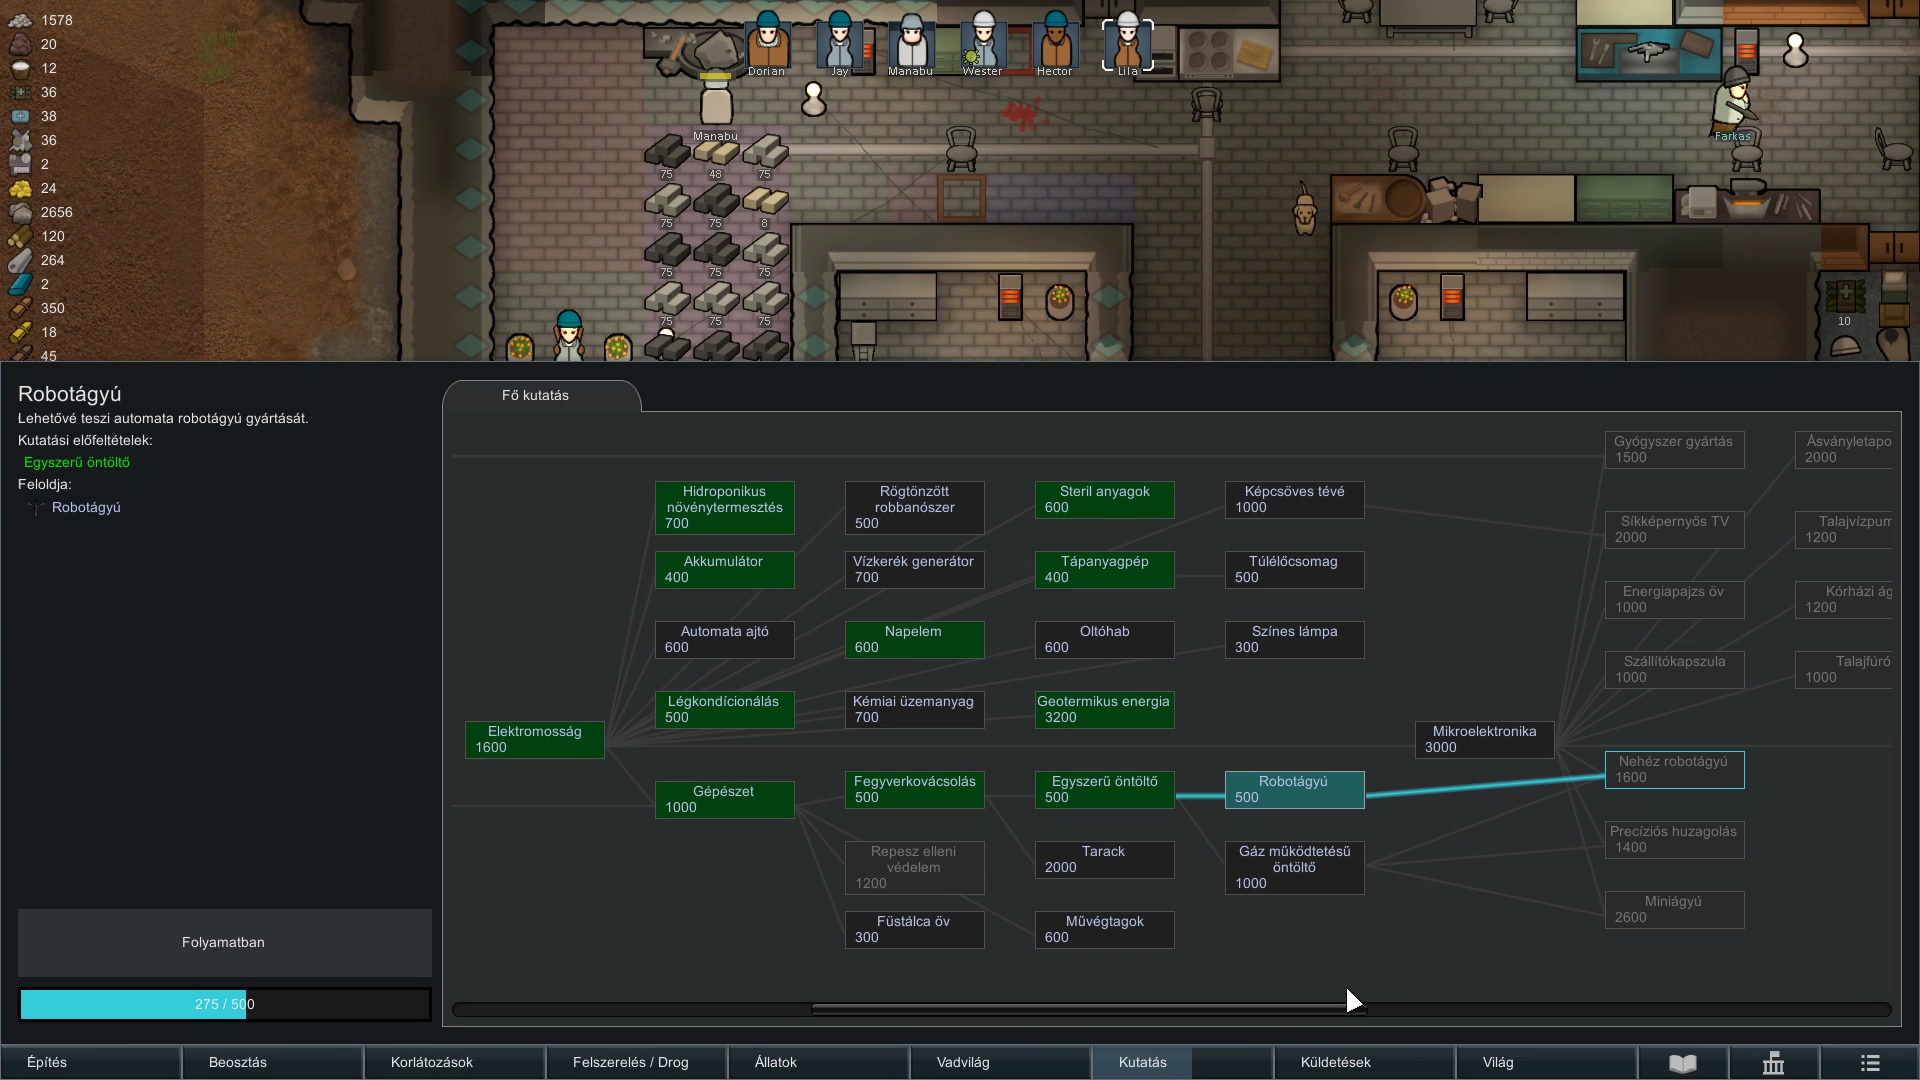 1578
20
12
36
38
36
2
24
2656
120
264
2
350
18
45
Dorian
Jay
Manabu
Wester
Hector
Lila
Manabu
Farkas
75
48
75
75
75
8
75
75
75
75
75
75
10
Robotágyú
Lehetővé teszi automata robotágyú gyártását.
Kutatási előfeltételek:
Egyszerű öntöltő
Feloldja:
Robotágyú
Folyamatban
275 / 500
Fő kutatás
Elektromosság
1600
Hidroponikus
növénytermesztés
700
Akkumulátor
400
Automata ajtó
600
Légkondícionálás
500
Gépészet
1000
Rögtönzött
robbanószer
500
Vízkerék generátor
700
Napelem
600
Kémiai üzemanyag
700
Fegyverkovácsolás
500
Repesz elleni
védelem
1200
Füstálca öv
300
Steril anyagok
600
Tápanyagpép
400
Oltóhab
600
Geotermikus energia
3200
Egyszerű öntöltő
500
Tarack
2000
Művégtagok
600
Képcsöves tévé
1000
Túlélőcsomag
500
Színes lámpa
300
Robotágyú
500
Gáz működtetésű
öntöltő
1000
Mikroelektronika
3000
Gyógyszer gyártás
1500
Síkképernyős TV
2000
Energiapajzs öv
1000
Szállítókapszula
1000
Nehéz robotágyú
1600
Precíziós huzagolás
1400
Miniágyú
2600
Ásványletapo
2000
Talajvízpum
1200
Kórházi ág
1200
Talajfúró
1000
Építés
Beosztás
Korlátozások
Felszerelés / Drog
Állatok
Vadvilág
Kutatás
Küldetések
Világ